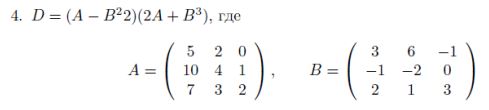 4. D = (A − B²2)(2A + B³), где
A = ( 5 2 0
10 4 1
7 3 2 ), B = ( 3 6 −1
−1 −2 0
2 1 3 )